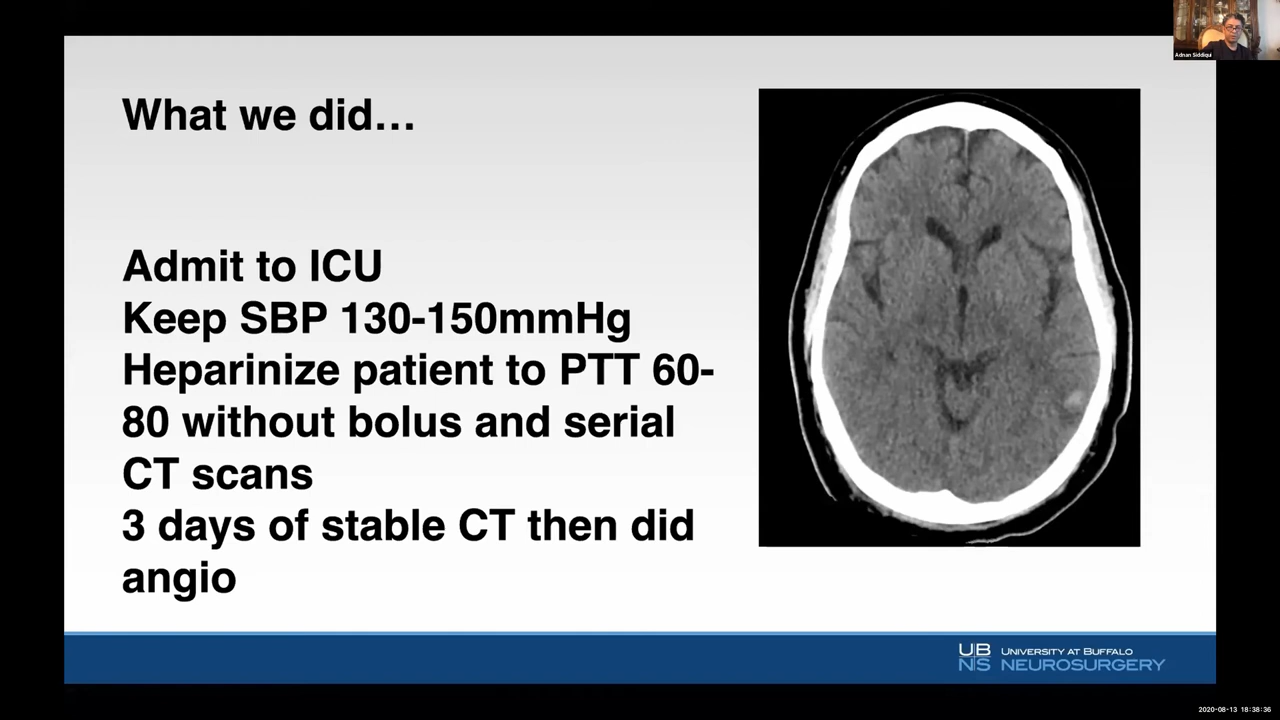 Adnan Siddiqui
What we did…
Admit to ICU
Keep SBP 130-150mmHg
Heparinize patient to PTT 60-
80 without bolus and serial
CT scans
3 days of stable CT then did
angio
UB UNIVERSITY AT BUFFALO
NS NEUROSURGERY
2020-08-13 18:38:36